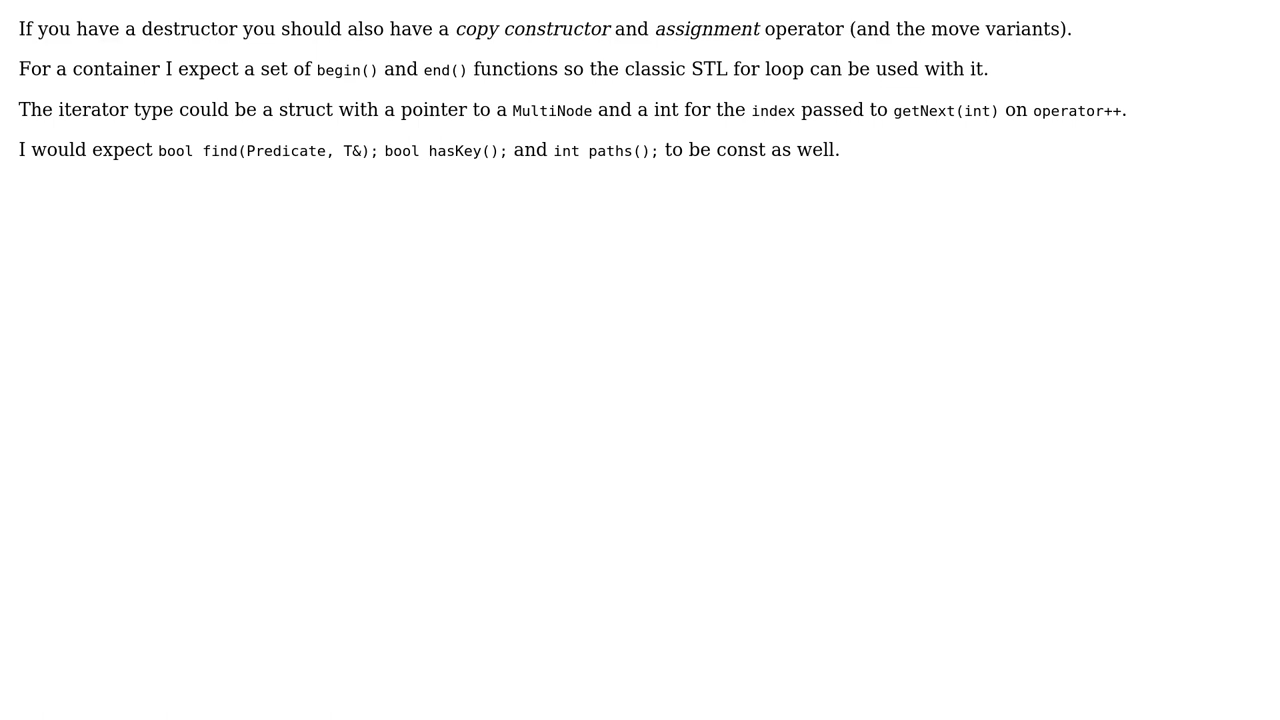 If you have a destructor you should also have a copy constructor and assignment operator (and the move variants).
For a container I expect a set of begin() and end() functions so the classic STL for loop can be used with it.
The iterator type could be a struct with a pointer to a MultiNode and a int for the index passed to getNext(int) on operator++.
I would expect bool find(Predicate, T&); bool hasKey(); and int paths(); to be const as well.